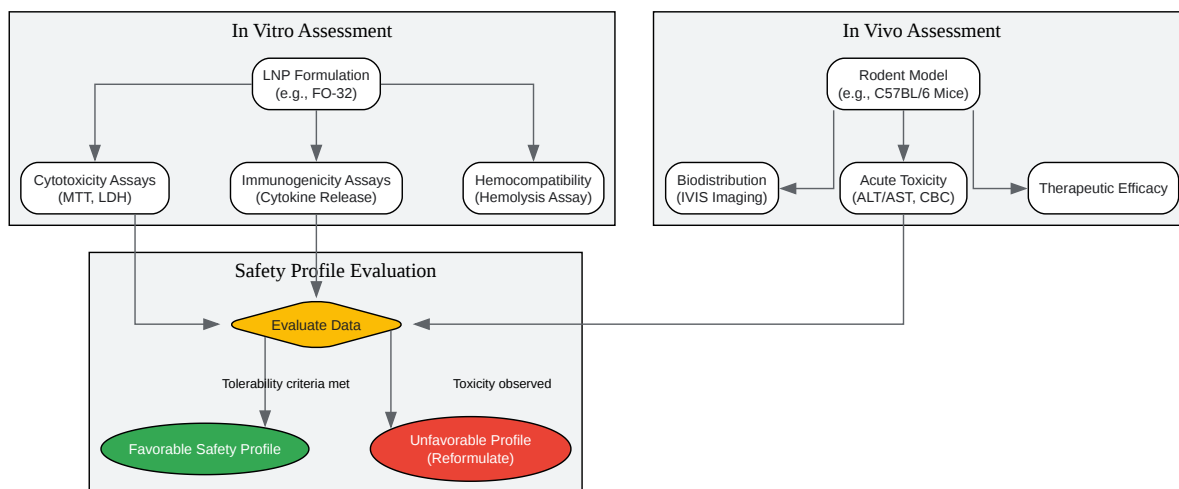 In Vitro Assessment
LNP Formulation
(e.g., FO-32)
Cytotoxicity Assays
(MTT, LDH)
Immunogenicity Assays
(Cytokine Release)
Hemocompatibility
(Hemolysis Assay)
In Vivo Assessment
Rodent Model
(e.g., C57BL/6 Mice)
Biodistribution
(IVIS Imaging)
Acute Toxicity
(ALT/AST, CBC)
Therapeutic Efficacy
Safety Profile Evaluation
Evaluate Data
Tolerability criteria met
Toxicity observed
Favorable Safety Profile
Unfavorable Profile
(Reformulate)